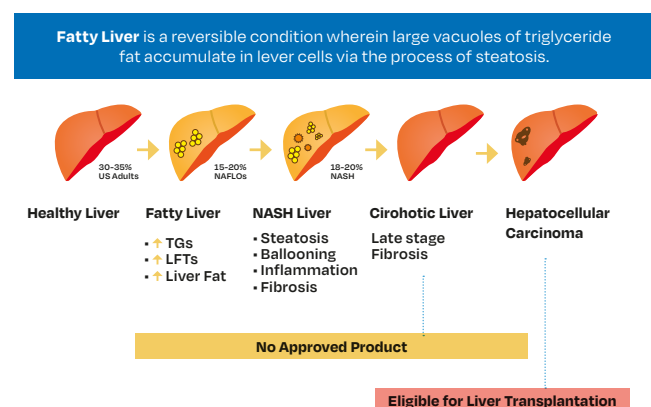 Fatty Liver is a reversible condition wherein large vacuoles of triglyceride
fat accumulate in lever cells via the process of steatosis.
30-35%
US Adults
15-20%
NAFLOs
18-20%
NASH
Healthy Liver
Fatty Liver
▪ ↑ TGs
▪ ↑ LFTs
▪ ↑ Liver Fat
NASH Liver
▪ Steatosis
▪ Ballooning
▪ Inflammation
▪ Fibrosis
Cirohotic Liver
Late stage
Fibrosis
Hepatocellular
Carcinoma
No Approved Product
Eligible for Liver Transplantation